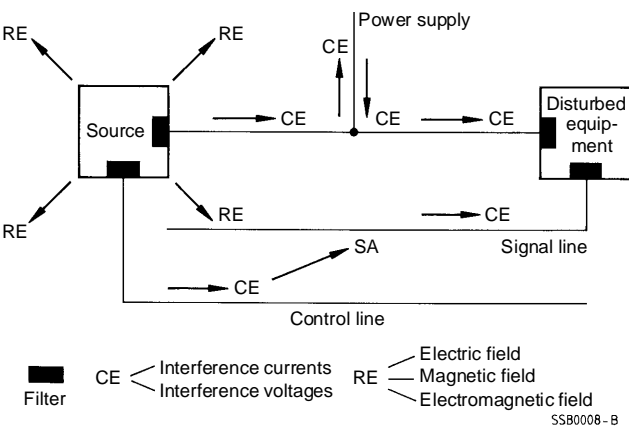 Power supply
RE
RE
CE
Source
CE
CE
CE
Disturbed
equip-
ment
RE
RE
CE
SA
Signal line
CE
Control line
Filter
CE
Interference currents
Interference voltages
RE
Electric field
Magnetic field
Electromagnetic field
SSB0008-B